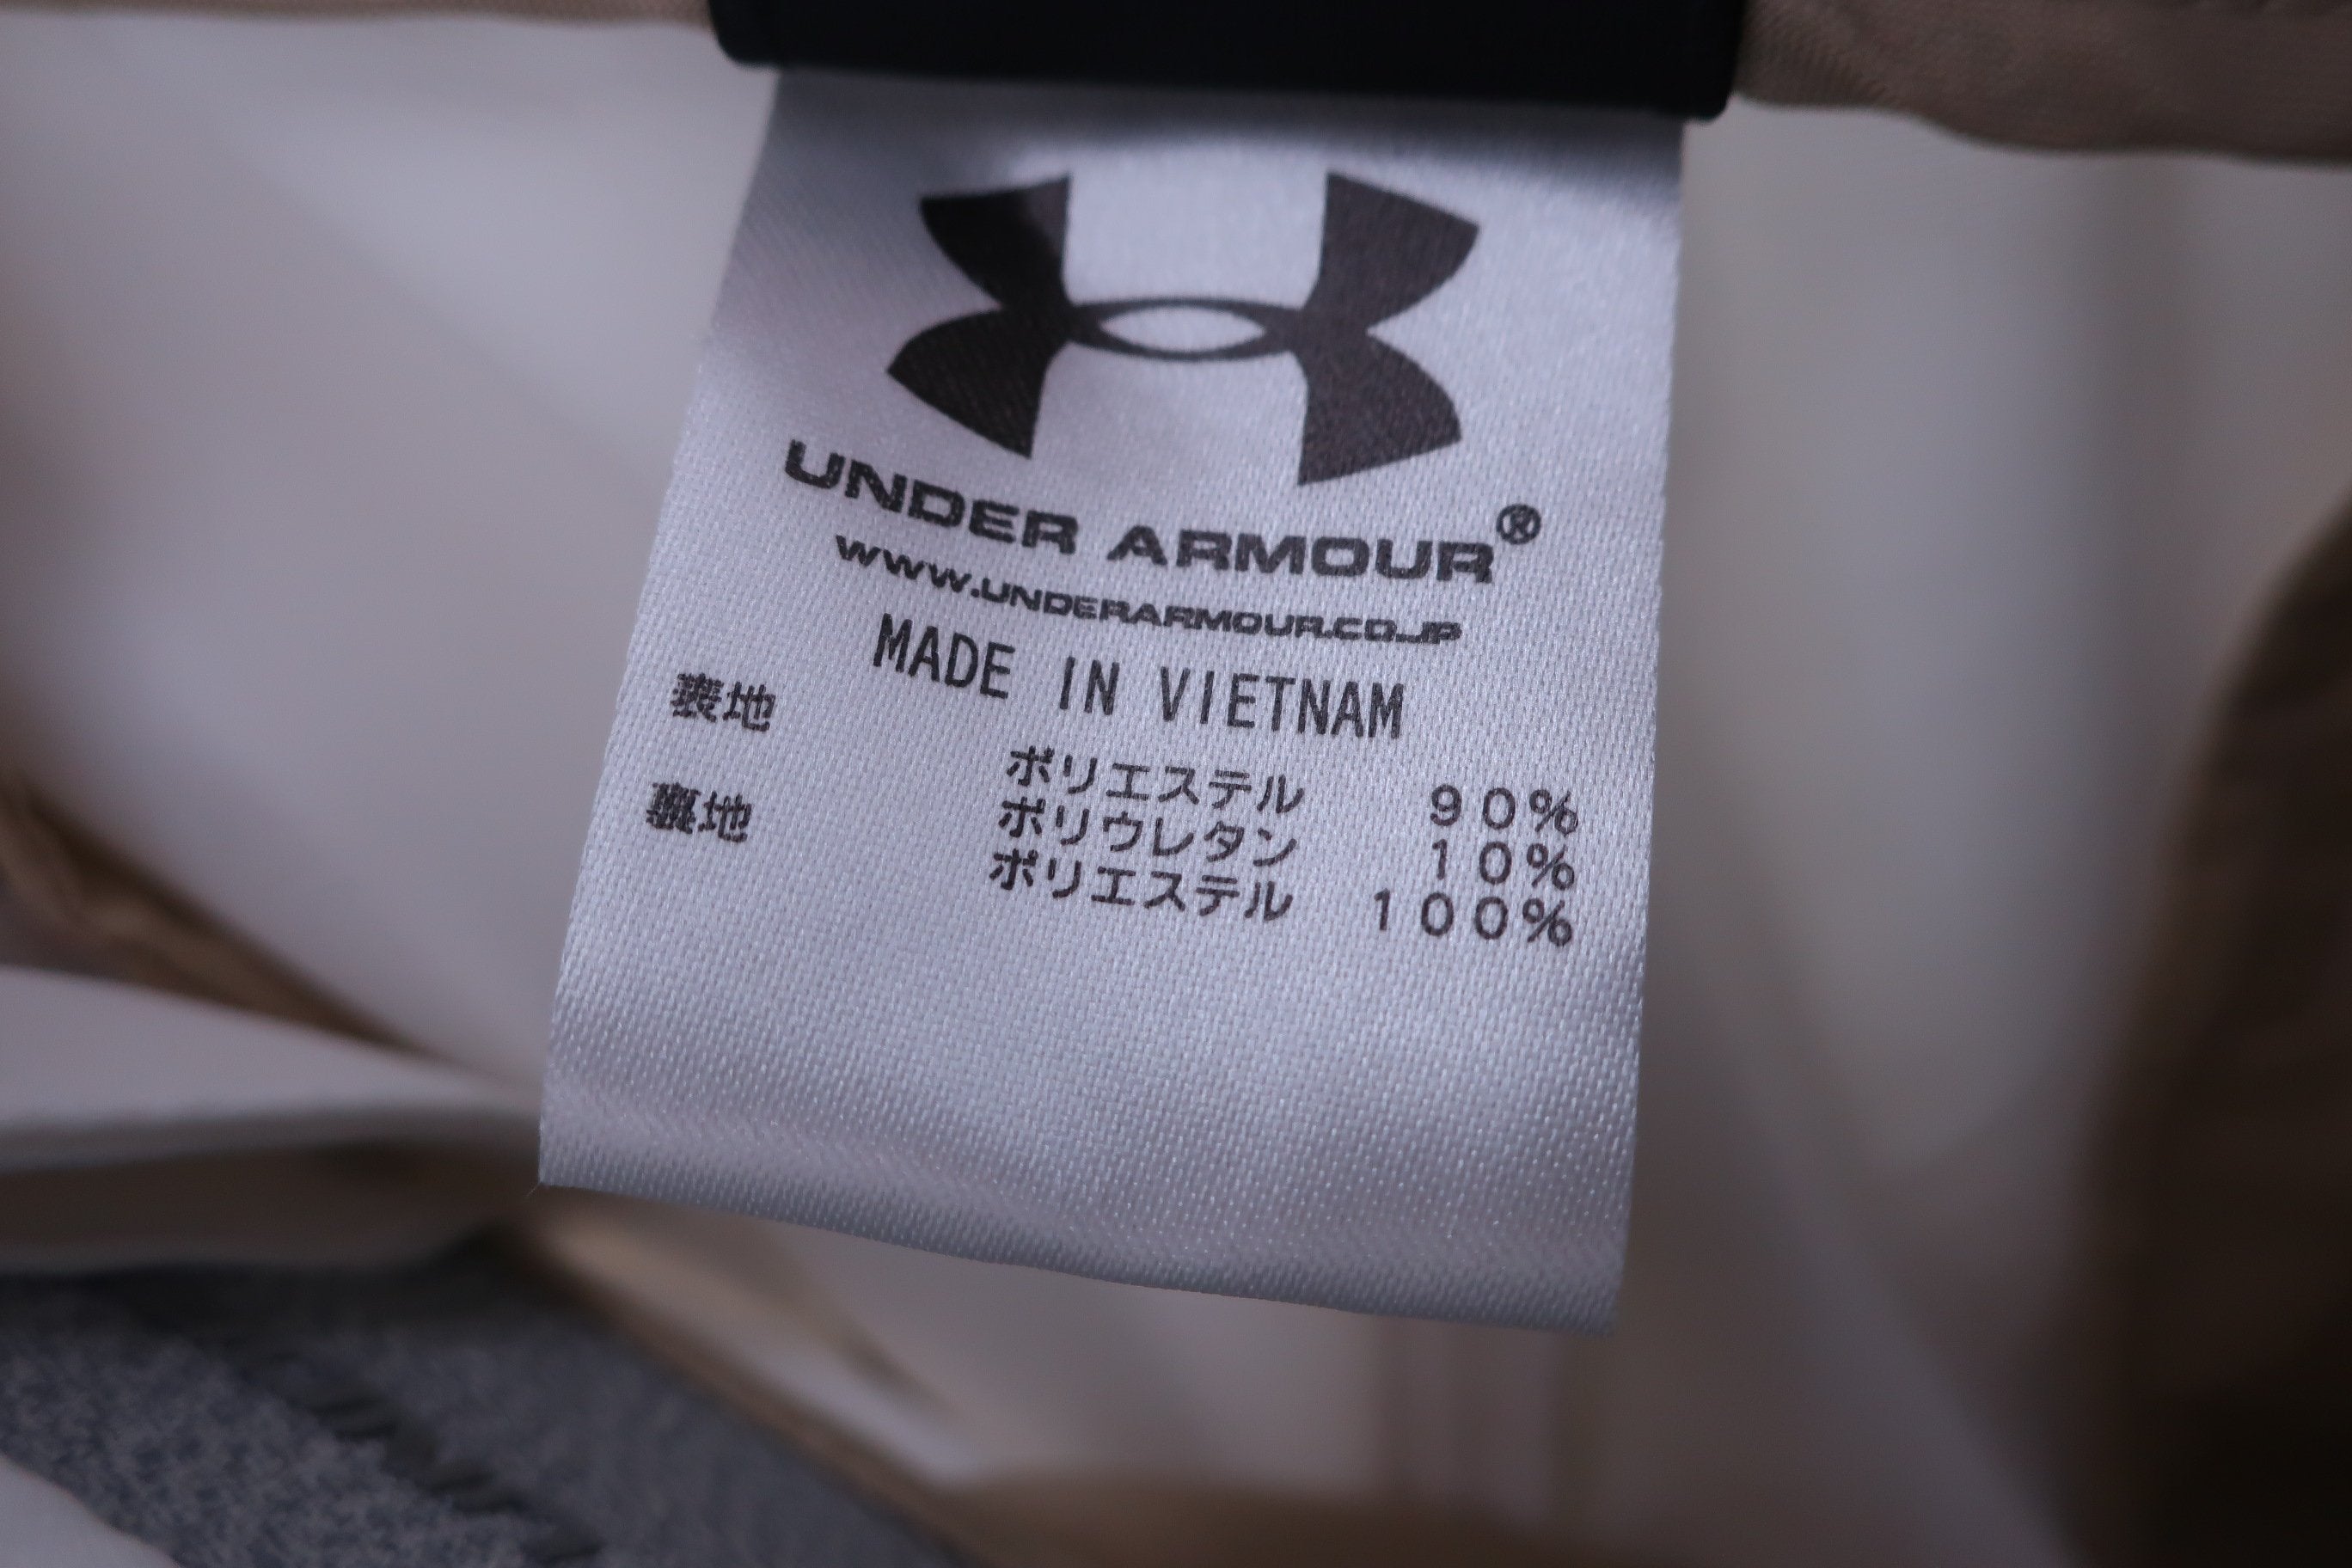 UNDER ARMOUR®
WWW.UNDERARMOUR.CO.JP
MADE IN VIETNAM
表地
ポリエステル 90%
ポリウレタン 10%
裏地 ポリエステル 100%